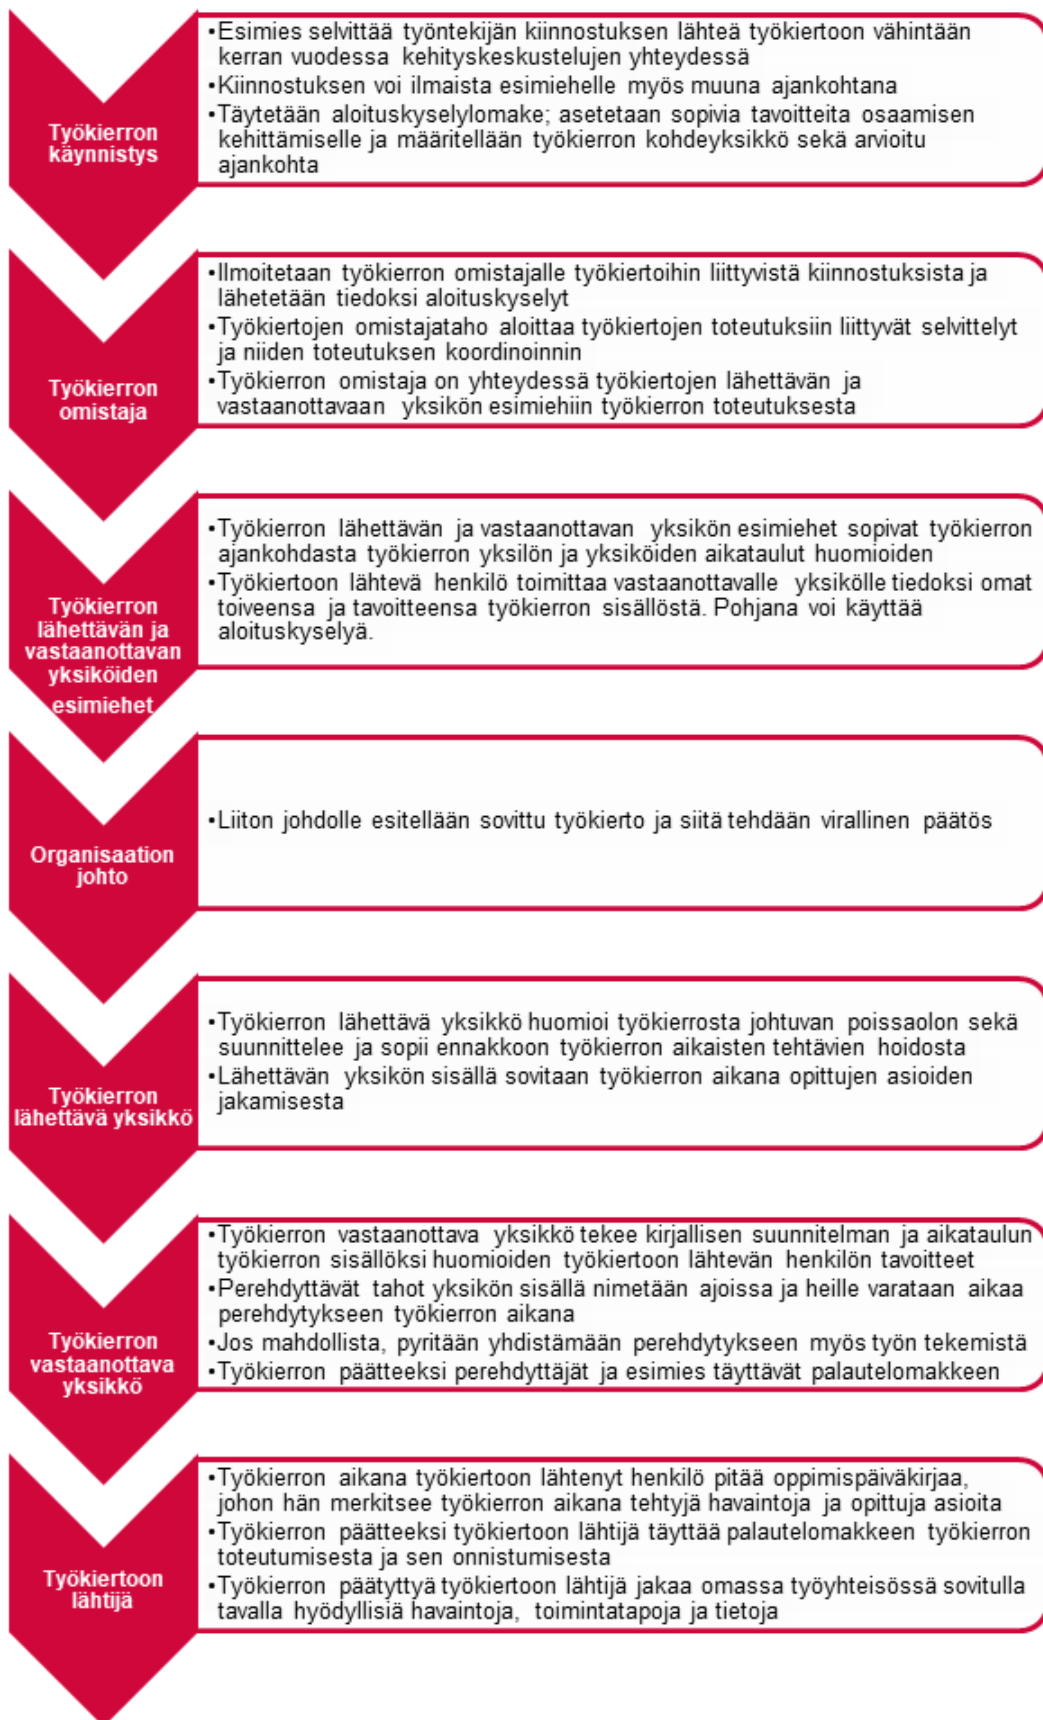 Työkierron
käynnistys
•Esimies selvittää työntekijän kiinnostuksen lähteä työkiertoon vähintään
kerran vuodessa kehityskeskustelujen yhteydessä
•Kiinnostuksen voi ilmaista esimiehelle myös muuna ajankohtana
•Täytetään aloituskyselylomake; asetetaan sopivia tavoitteita osaamisen
kehittämiselle ja määritellään työkierron kohdeyksikkö sekä arvioitu
ajankohta
Työkierron
omistaja
•Ilmoitetaan työkierron omistajalle työkiertoihin liittyvistä kiinnostuksista ja
lähetetään tiedoksi aloituskyselyt
•Työkiertojen omistajataho aloittaa työkiertojen toteutuksiin liittyvät selvittelyt
ja niiden toteutuksen koordinoinnin
•Työkierron omistaja on yhteydessä työkiertojen lähettävän ja
vastaanottavaan yksikön esimiehiin työkierron toteutuksesta
Työkierron
lähettävän ja
vastaanottavan
yksiköiden
esimiehet
•Työkierron lähettävän ja vastaanottavan yksikön esimiehet sopivat työkierron
ajankohdasta työkierron yksilön ja yksiköiden aikataulut huomioiden
•Työkiertoon lähtevä henkilö toimittaa vastaanottavalle yksikölle tiedoksi omat
toiveensa ja tavoitteensa työkierron sisällöstä. Pohjana voi käyttää
aloituskyselyä.
Organisaation
johto
•Liiton johdolle esitellään sovittu työkierto ja siitä tehdään virallinen päätös
Työkierron
lähettävä yksikkö
•Työkierron lähettävä yksikkö huomioi työkierrosta johtuvan poissaolon sekä
suunnittelee ja sopii ennakkoon työkierron aikaisten tehtävien hoidosta
•Lähettävän yksikön sisällä sovitaan työkierron aikana opittujen asioiden
jakamisesta
Työkierron
vastaanottava
yksikkö
•Työkierron vastaanottava yksikkö tekee kirjallisen suunnitelman ja aikataulun
työkierron sisällöksi huomioiden työkiertoon lähtevän henkilön tavoitteet
•Perehdyttävät tahot yksikön sisällä nimetään ajoissa ja heille varataan aikaa
perehdytykseen työkierron aikana
•Jos mahdollista, pyritään yhdistämään perehdytykseen myös työn tekemistä
•Työkierron päätteeksi perehdyttäjät ja esimies täyttävät palautelomakkeen
Työkiertoon
lähtijä
•Työkierron aikana työkiertoon lähtenyt henkilö pitää oppimispäiväkirjaa,
johon hän merkitsee työkierron aikana tehtyjä havaintoja ja opittuja asioita
•Työkierron päätteeksi työkiertoon lähtijä täyttää palautelomakkeen työkierron
toteutumisesta ja sen onnistumisesta
•Työkierron päätyttyä työkiertoon lähtijä jakaa omassa työyhteisössä sovitulla
tavalla hyödyllisiä havaintoja, toimintatapoja ja tietoja